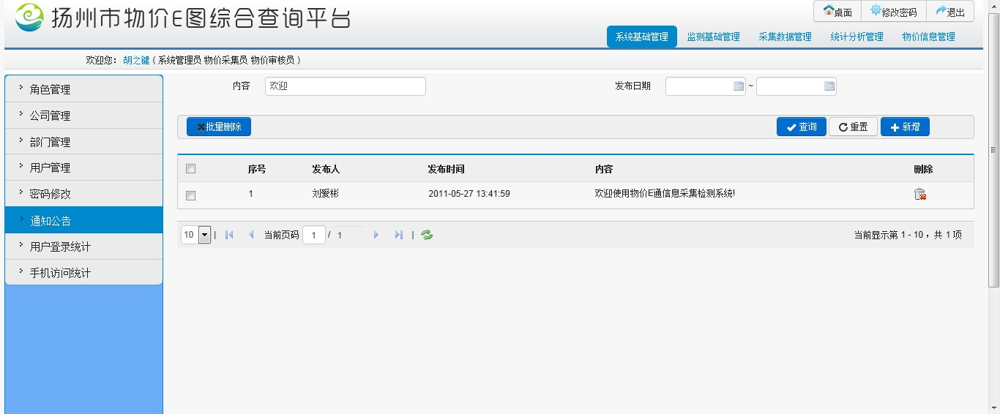 扬州市物价E图综合查询平台
桌面 修改密码 退出
系统基础管理 监测基础管理 采集数据管理 统计分析管理 物价信息管理
欢迎您： 胡之键 ( 系统管理员 物价采集员 物价审核员 )
角色管理
公司管理
部门管理
用户管理
密码修改
通知公告
用户登录统计
手机访问统计
内容 欢迎 发布日期 ~
批量删除 查询 重置 新增
序号 发布人 发布时间 内容 删除
1 刘爱彬 2011-05-27 13:41:59 欢迎使用物价E通信息采集检测系统!
10 | 当前页码 1 / 1 | 当前显示第 1 - 10 ，共 1 项